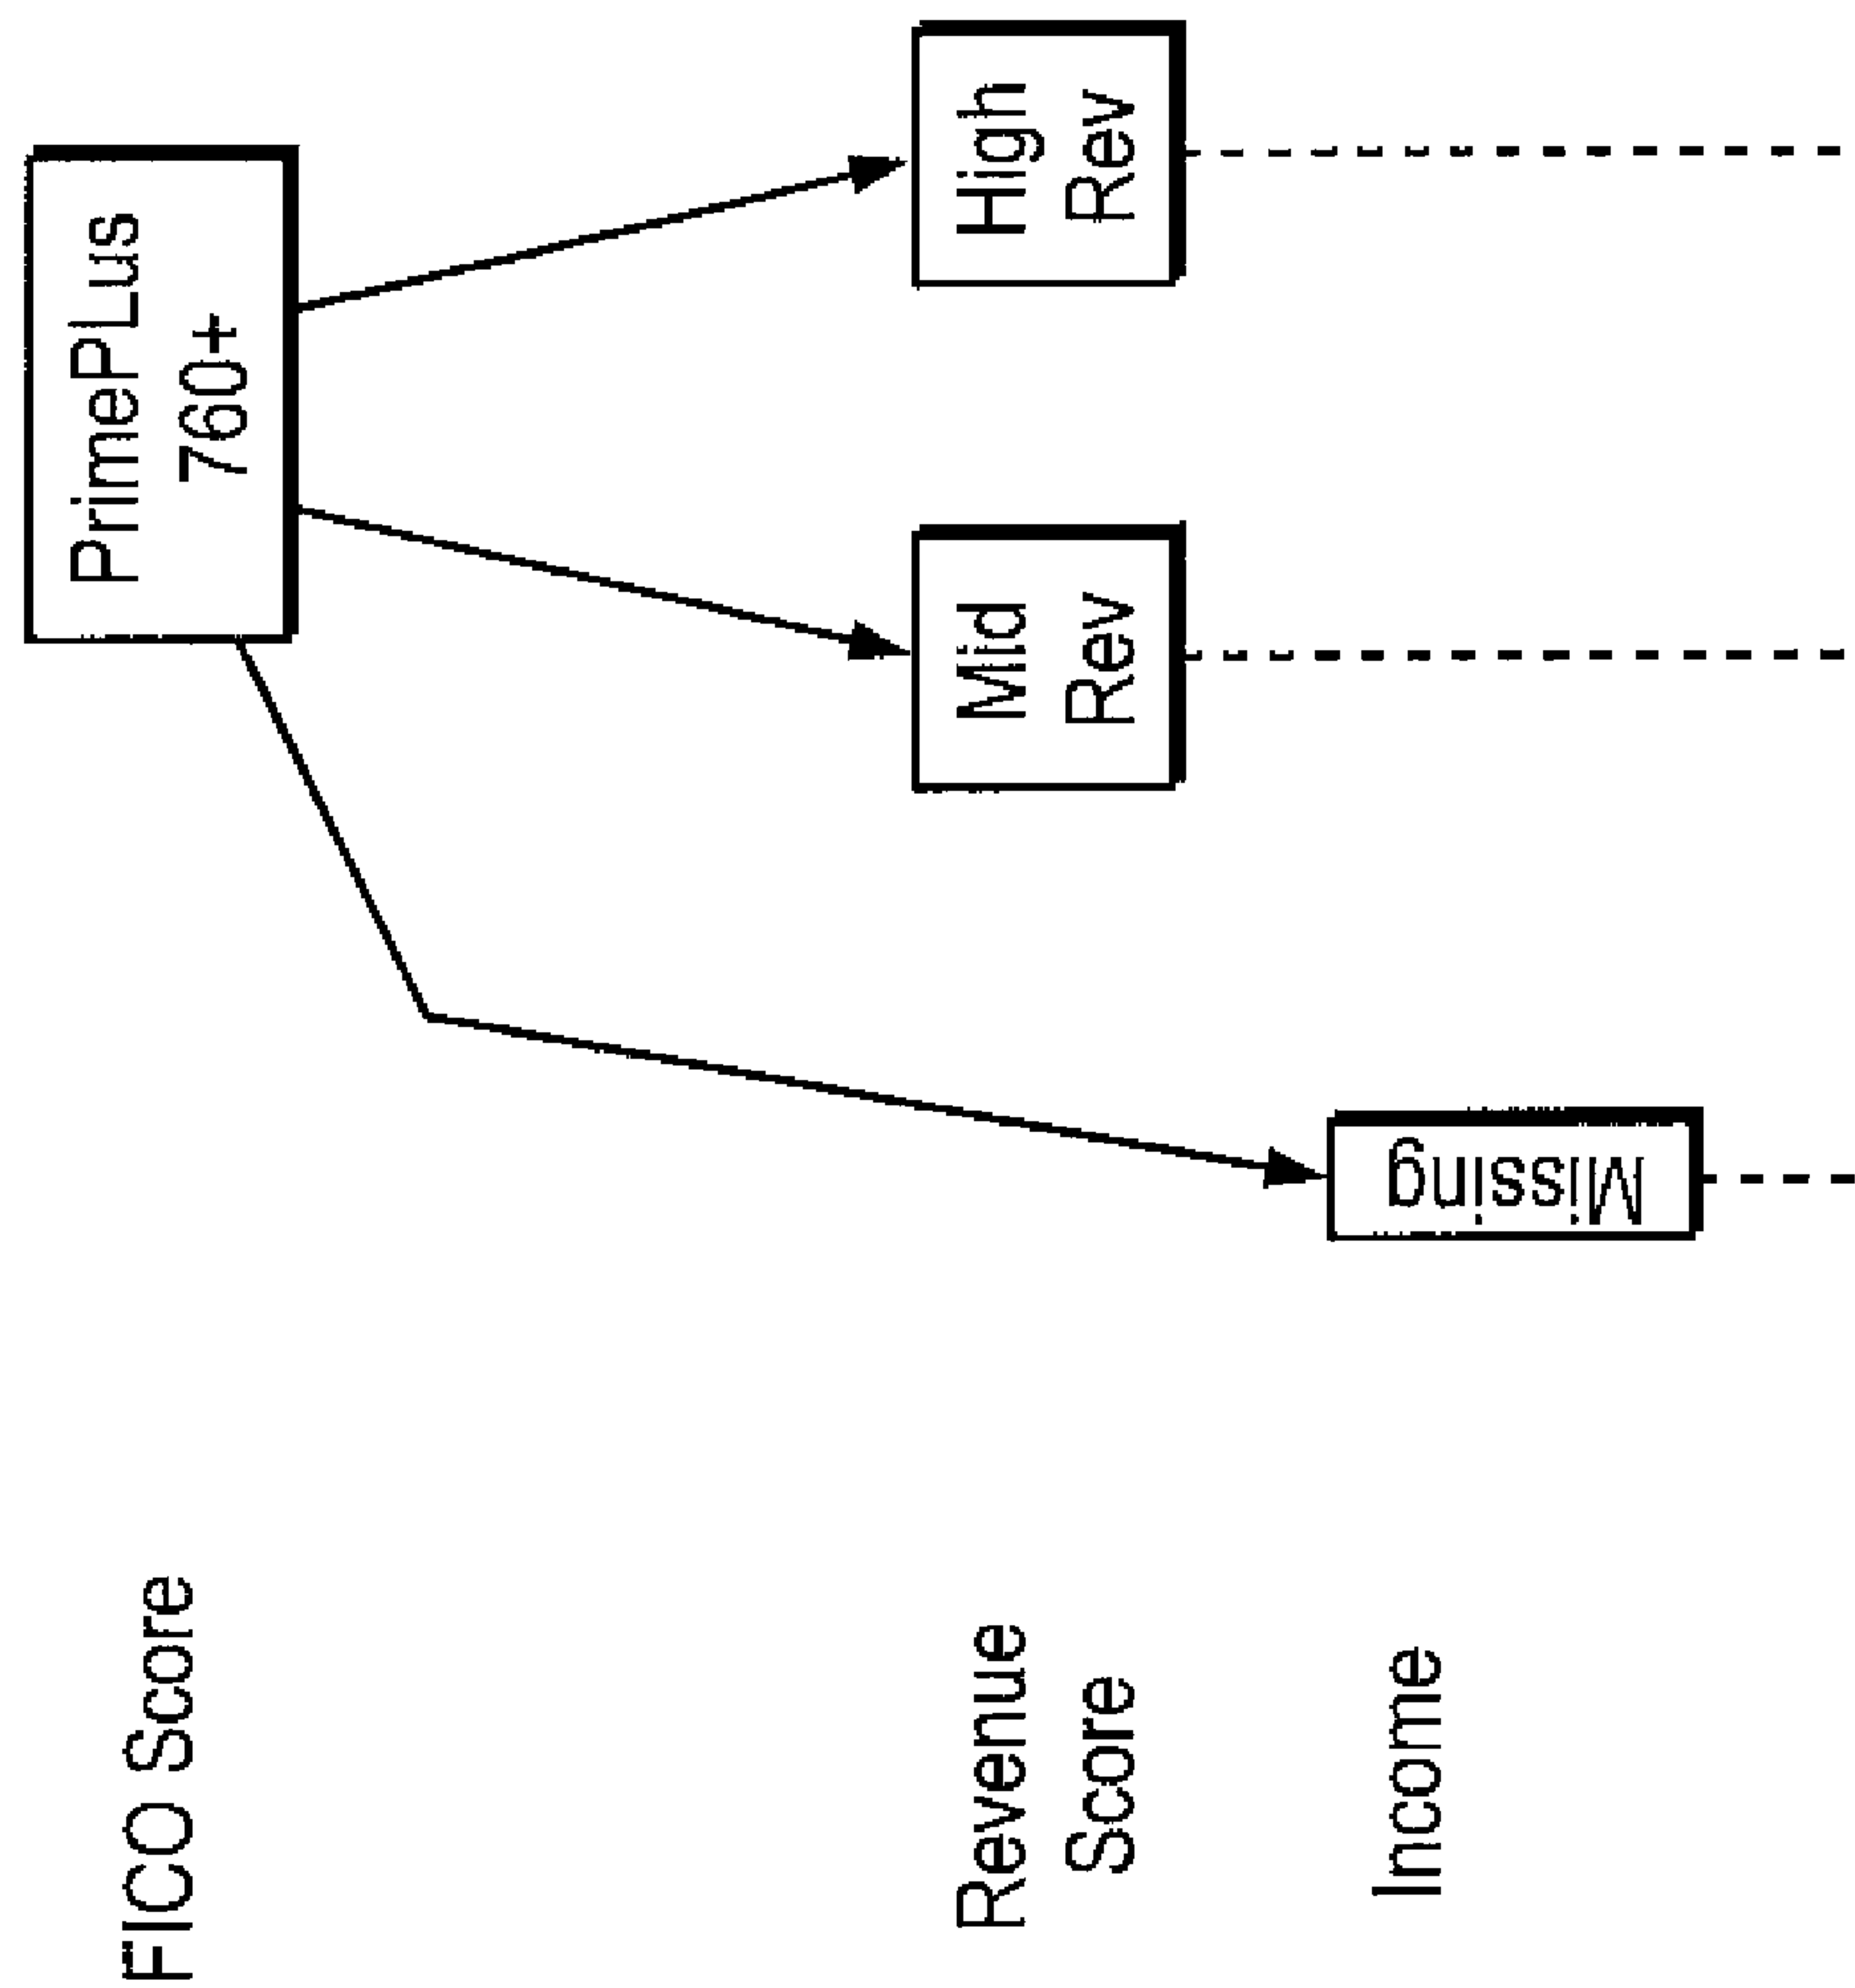 FICO Score
PrimePLus
760+
Revenue
Score
Mid
Rev
High
Rev
Income
Missing